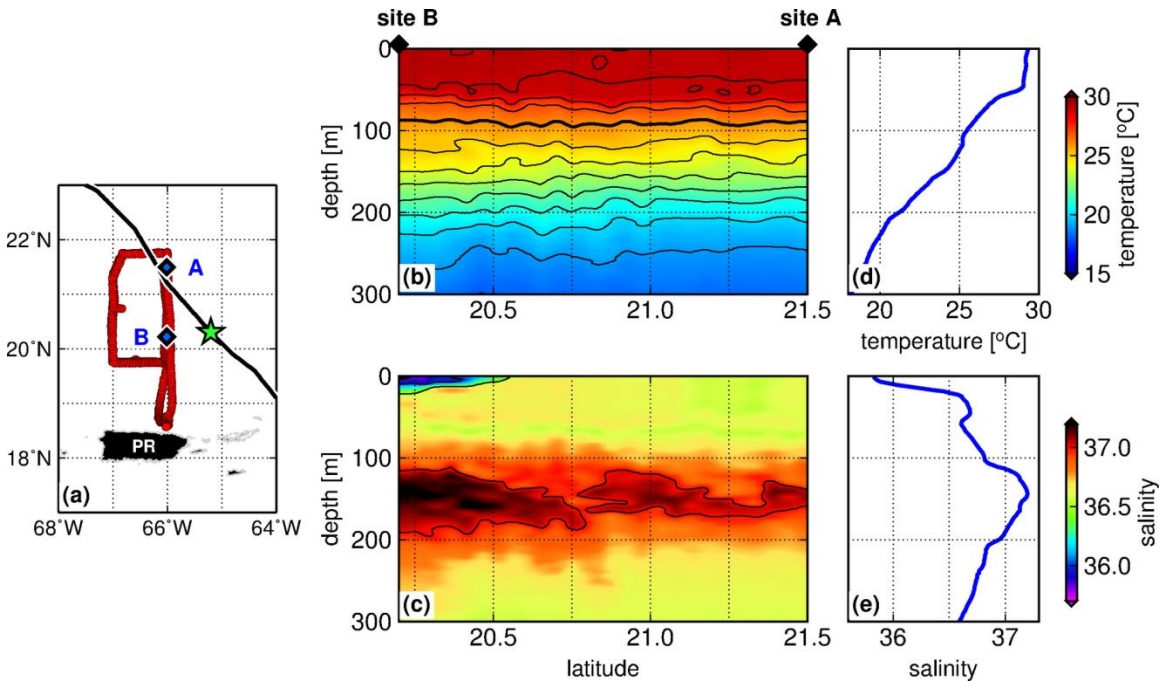 site B
site A
0
100
200
300
depth [m]
(b)
20.5
21.0
21.5
(d)
20
25
30
temperature [ºC]
30
25
20
15
temperature [ºC]
22°N
20°N
18°N
A
B
PR
(a)
68°W
66°W
64°W
0
100
200
300
depth [m]
(c)
20.5
21.0
21.5
latitude
(e)
36
37
salinity
37.0
36.5
36.0
salinity